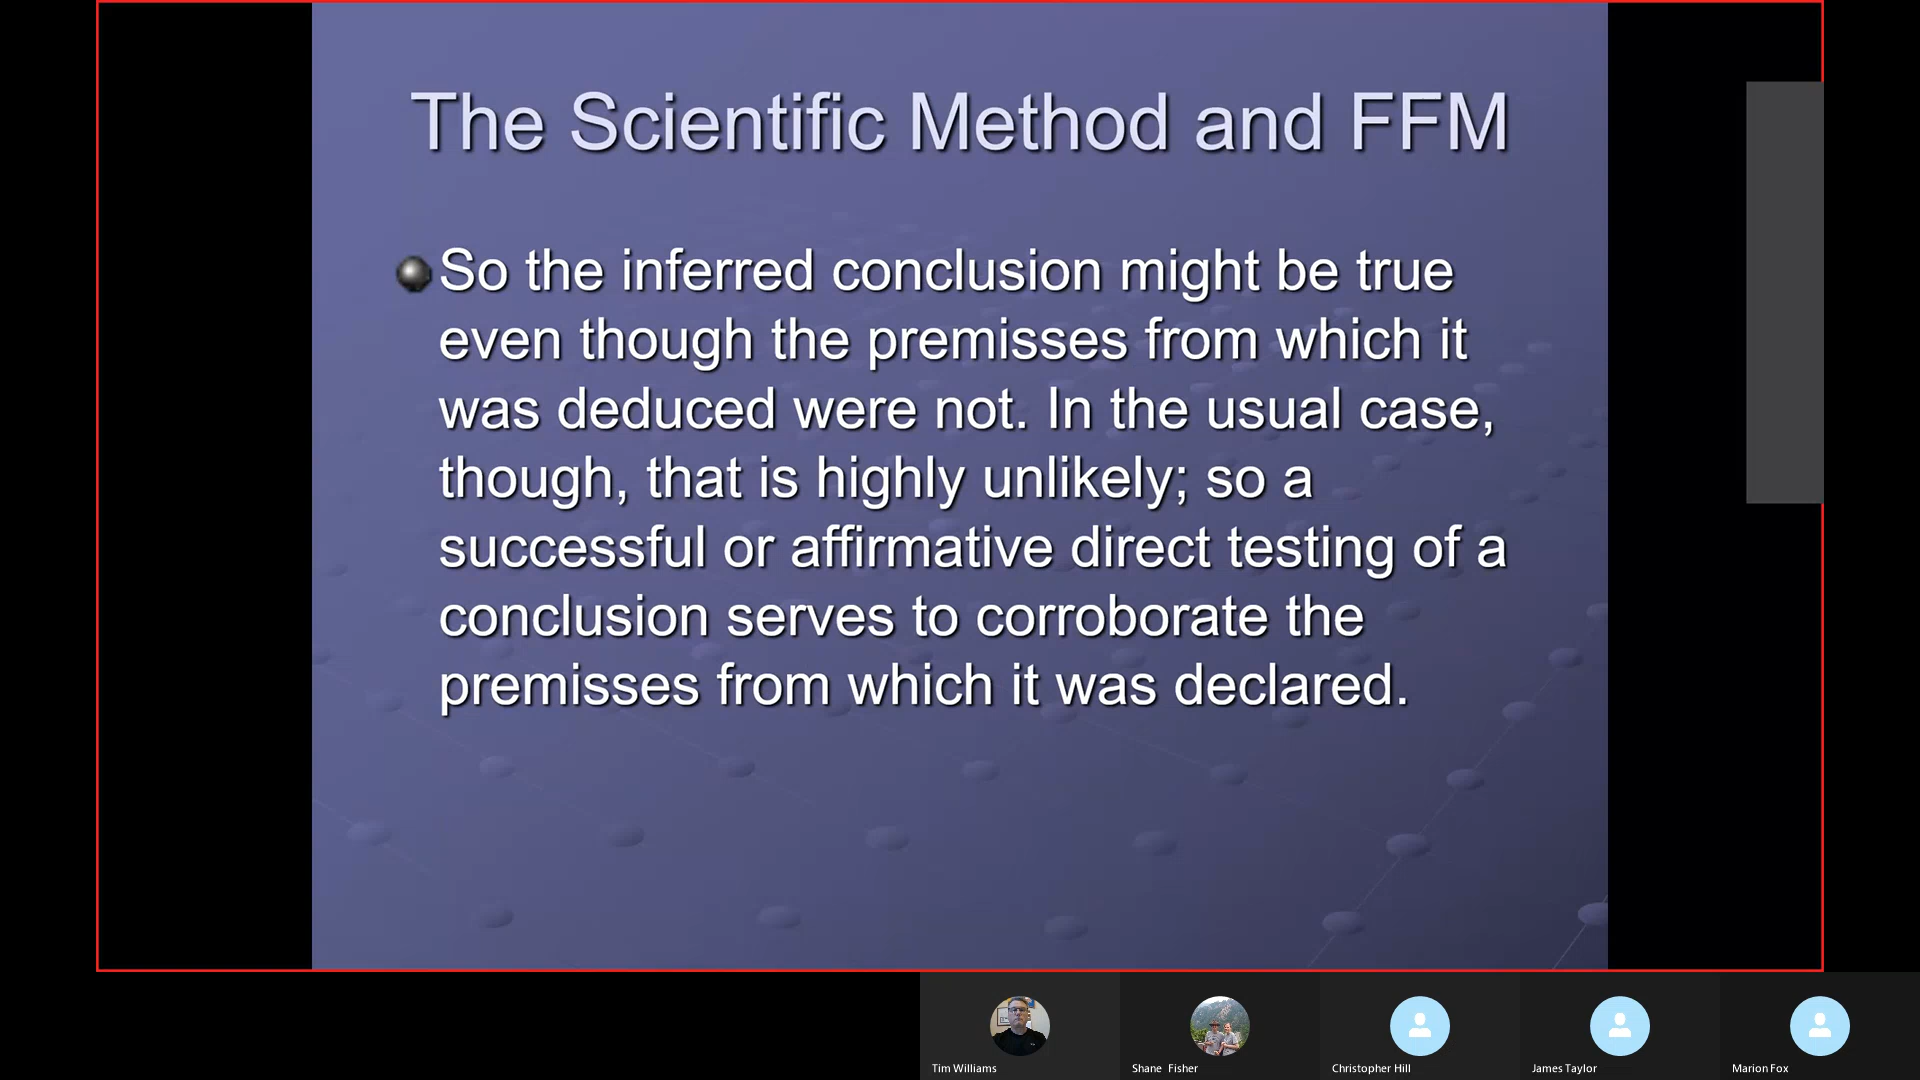 The Scientific Method and FFM
So the inferred conclusion might be true
even though the premisses from which it
was deduced were not. In the usual case,
though, that is highly unlikely; so a
successful or affirmative direct testing of a
conclusion serves to corroborate the
premisses from which it was declared.
Tim Williams
Shane Fisher
Christopher Hill
James Taylor
Marion Fox